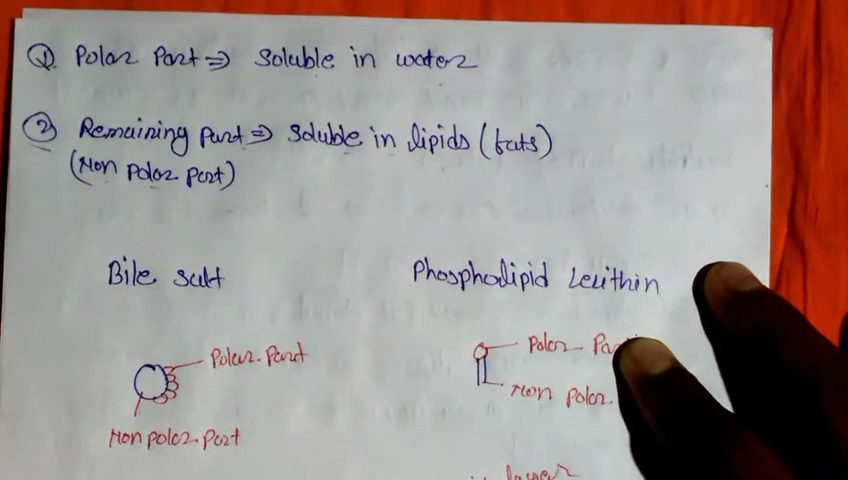 ① Polar Part ⇒ Soluble in water
② Remaining Part ⇒ Soluble in lipids (fats)
(Non polar part)
Bile salt
Phospholipid Lecithin
Polar Part
Non polar Part
Polar
Non polar
layer